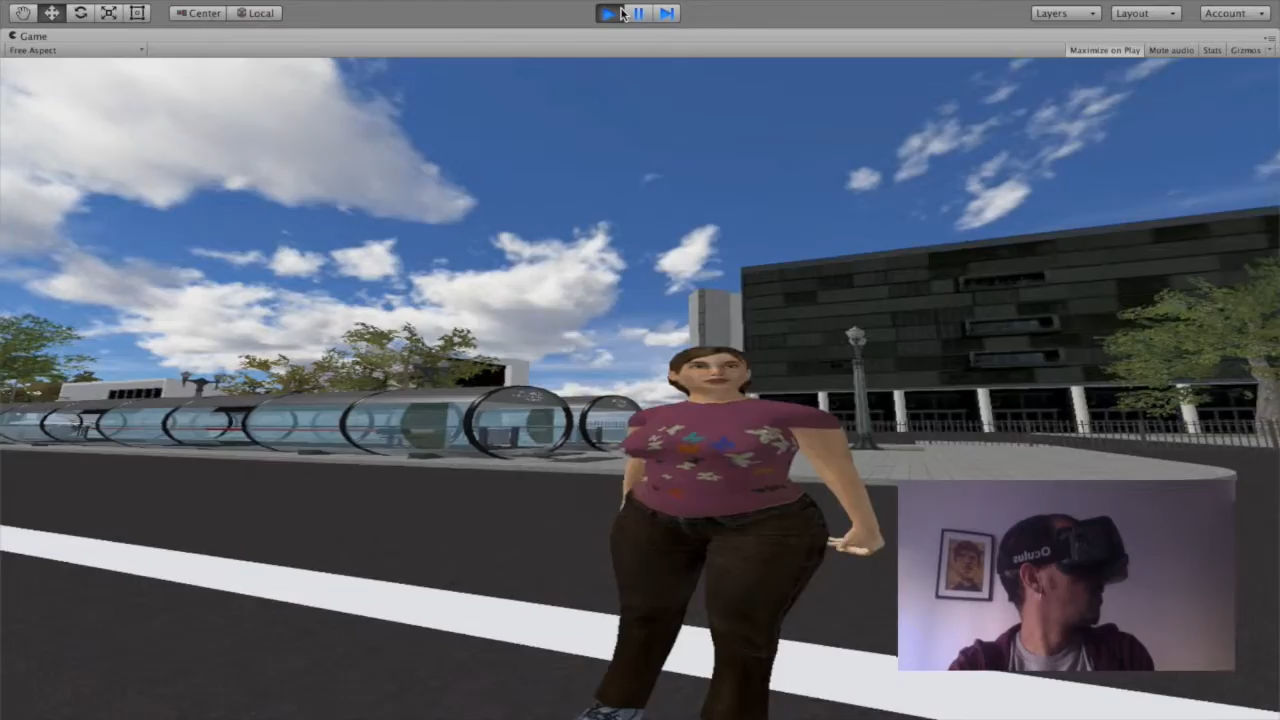 Center Local
Layers Layout Account
Game
Free Aspect Maximize on Play Mute audio Stats Gizmos
Oculus